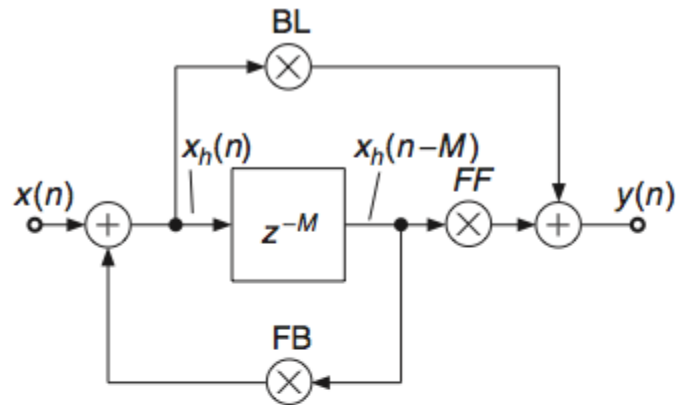 BL
x_h(n)
x_h(n−M)
FF
x(n)
+
z^{−M}
+
y(n)
FB